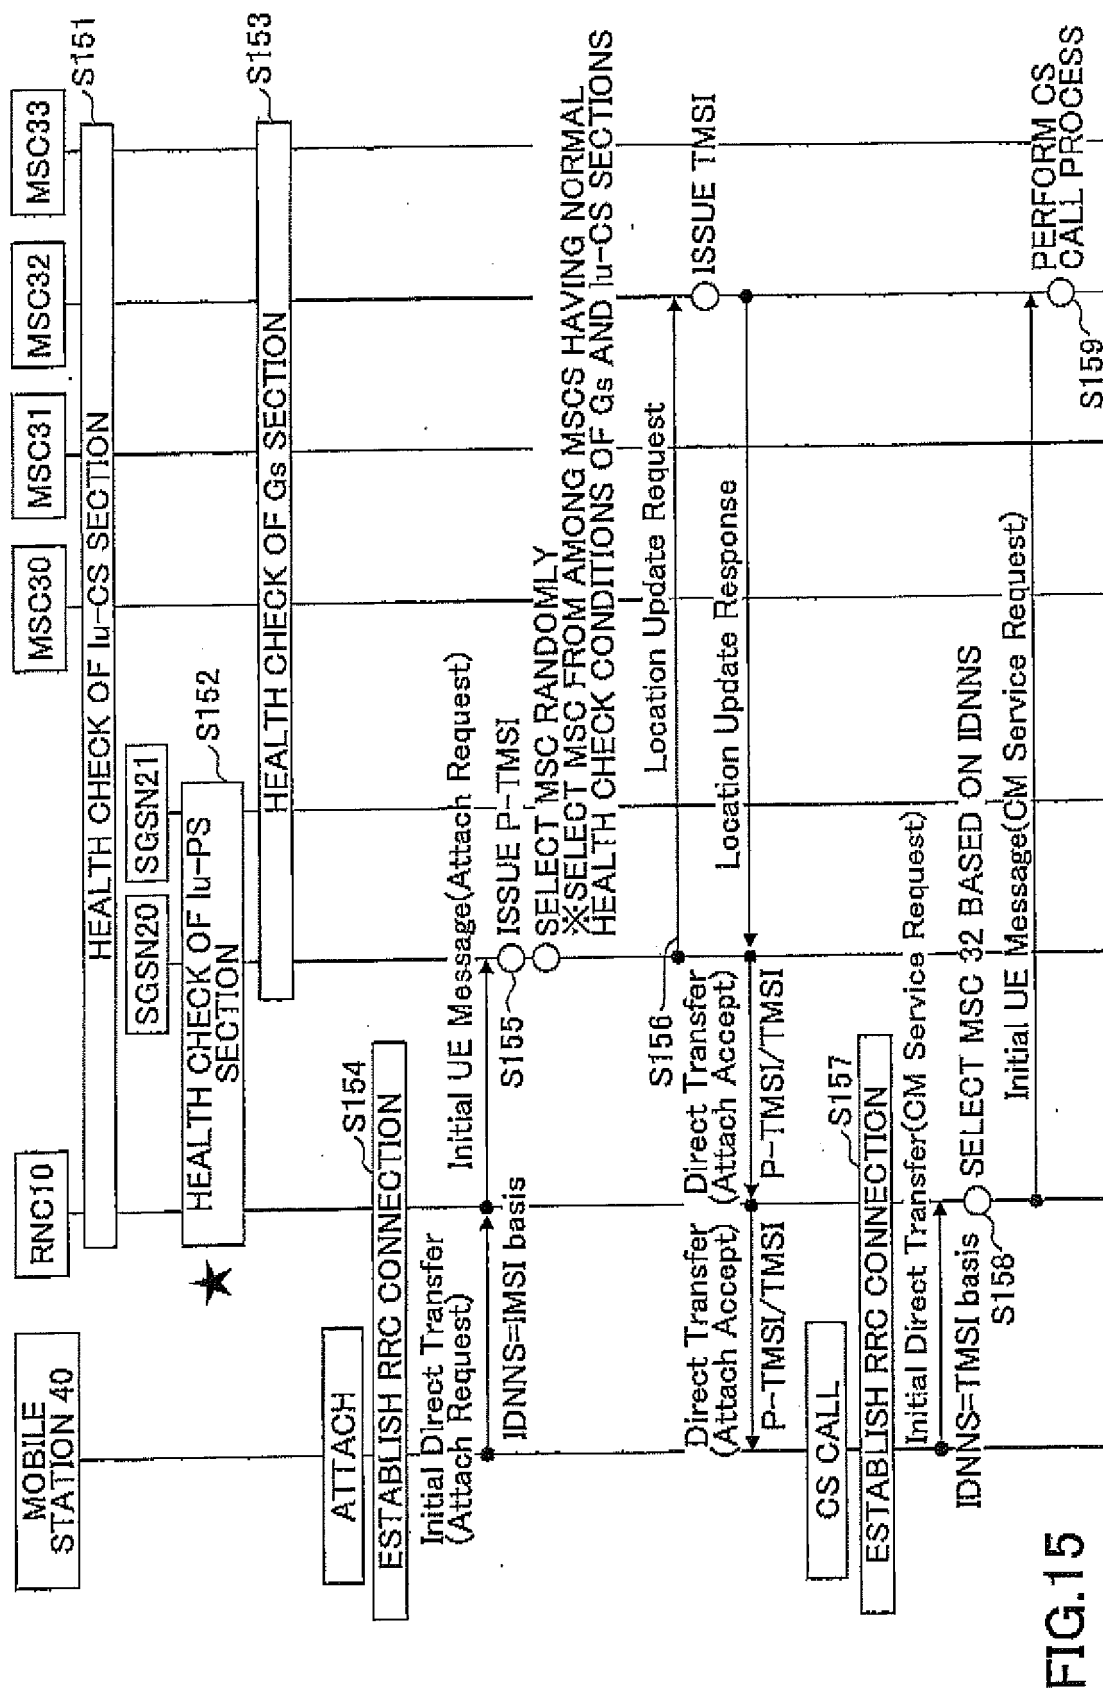 MOBILE
STATION 40
RNC10
SGSN20
SGSN21
MSC30
MSC31
MSC32
MSC33
HEALTH CHECK OF Iu-CS SECTION
S151
HEALTH CHECK OF Iu-PS
SECTION
S152
HEALTH CHECK OF Gs SECTION
S153
ATTACH
ESTABLISH RRC CONNECTION
S154
Initial Direct Transfer
(Attach Request)
IDNNS=IMSI basis
Initial UE Message(Attach Request)
ISSUE P-TMSI
S155
SELECT MSC RANDOMLY
※SELECT MSC FROM AMONG MSCS HAVING NORMAL
HEALTH CHECK CONDITIONS OF Gs AND Iu-CS SECTIONS
S156
Location Update Request
ISSUE TMSI
Location Update Response
Direct Transfer
(Attach Accept)
P-TMSI/TMSI
Direct Transfer
(Attach Accept)
P-TMSI/TMSI
CS CALL
ESTABLISH RRC CONNECTION
S157
Initial Direct Transfer(CM Service Request)
IDNNS=TMSI basis
SELECT MSC 32 BASED ON IDNNS
S158
Initial UE Message(CM Service Request)
PERFORM CS
CALL PROCESS
S159
FIG.15